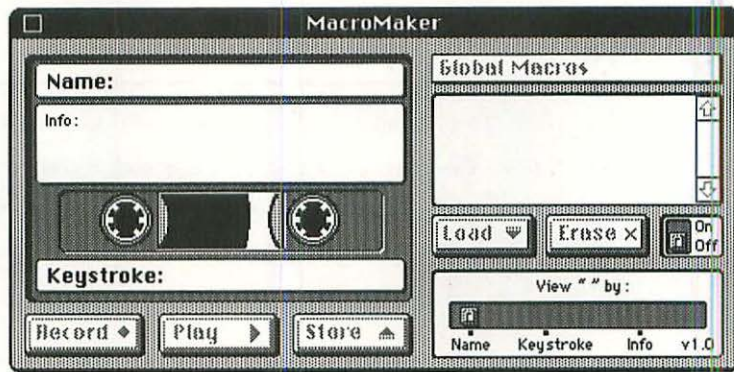 MacroMaker
Name:
Info:
Keystroke:
Record
Play
Store
Global Macros
Load
Erase
On
Off
View " " by:
Name Keystroke Info v1.0